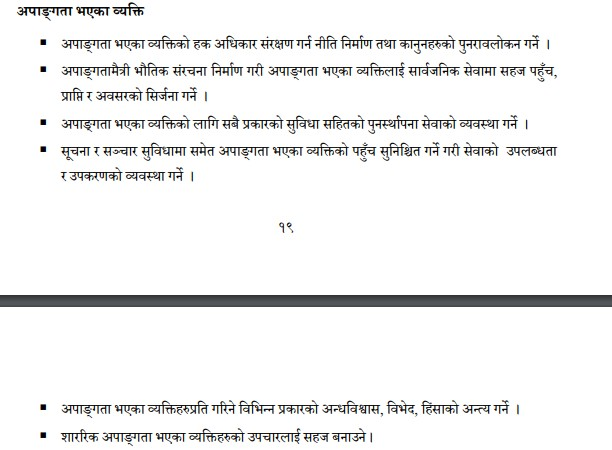 अपाङ्गता भएका व्यक्ति
▪ अपाङ्गता भएका व्यक्तिको हक अधिकार संरक्षण गर्न नीति निर्माण तथा कानुनहरुको पुनरावलोकन गर्ने ।
▪ अपाङ्गतामैत्री भौतिक संरचना निर्माण गरी अपाङ्गता भएका व्यक्तिलाई सार्वजनिक सेवामा सहज पहुँच,
प्राप्ति र अवसरको सिर्जना गर्ने ।
▪ अपाङ्गता भएका व्यक्तिको लागि सबै प्रकारको सुविधा सहितको पुनर्स्थापना सेवाको व्यवस्था गर्ने ।
▪ सूचना र सञ्चार सुविधामा समेत अपाङ्गता भएका व्यक्तिको पहुँच सुनिश्चित गर्ने गरी सेवाको उपलब्धता
र उपकरणको व्यवस्था गर्ने ।
१९
▪ अपाङ्गता भएका व्यक्तिहरुप्रति गरिने विभिन्न प्रकारको अन्धविश्वास, विभेद, हिंसाको अन्त्य गर्ने ।
▪ शाररिक अपाङ्गता भएका व्यक्तिहरुको उपचारलाई सहज बनाउने।